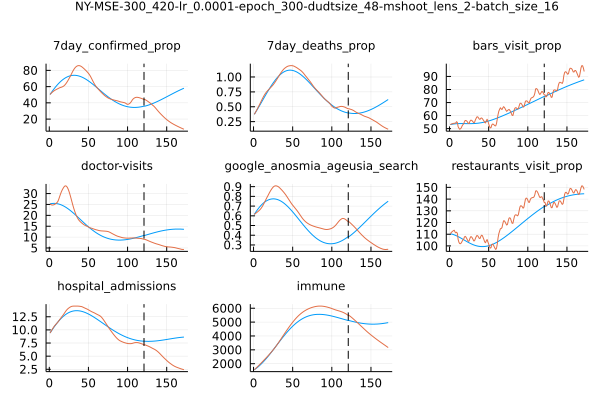 NY-MSE-300_420-lr_0.0001-epoch_300-dudtsize_48-mshoot_lens_2-batch_size_16
7day_confirmed_prop 7day_deaths_prop bars_visit_prop
80 60 40 20 1.00 0.75 0.50 0.25 90 80 70 60 50
0 50 100 150 0 50 100 150 0 50 100 150
doctor-visits google_anosmia_ageusia_search restaurants_visit_prop
30 25 20 15 10 5 0.9 0.8 0.7 0.6 0.5 0.4 0.3 150 140 130 120 110 100
0 50 100 150 0 50 100 150 0 50 100 150
hospital_admissions immune
12.5 10.0 7.5 5.0 2.5 6000 5000 4000 3000 2000
0 50 100 150 0 50 100 150